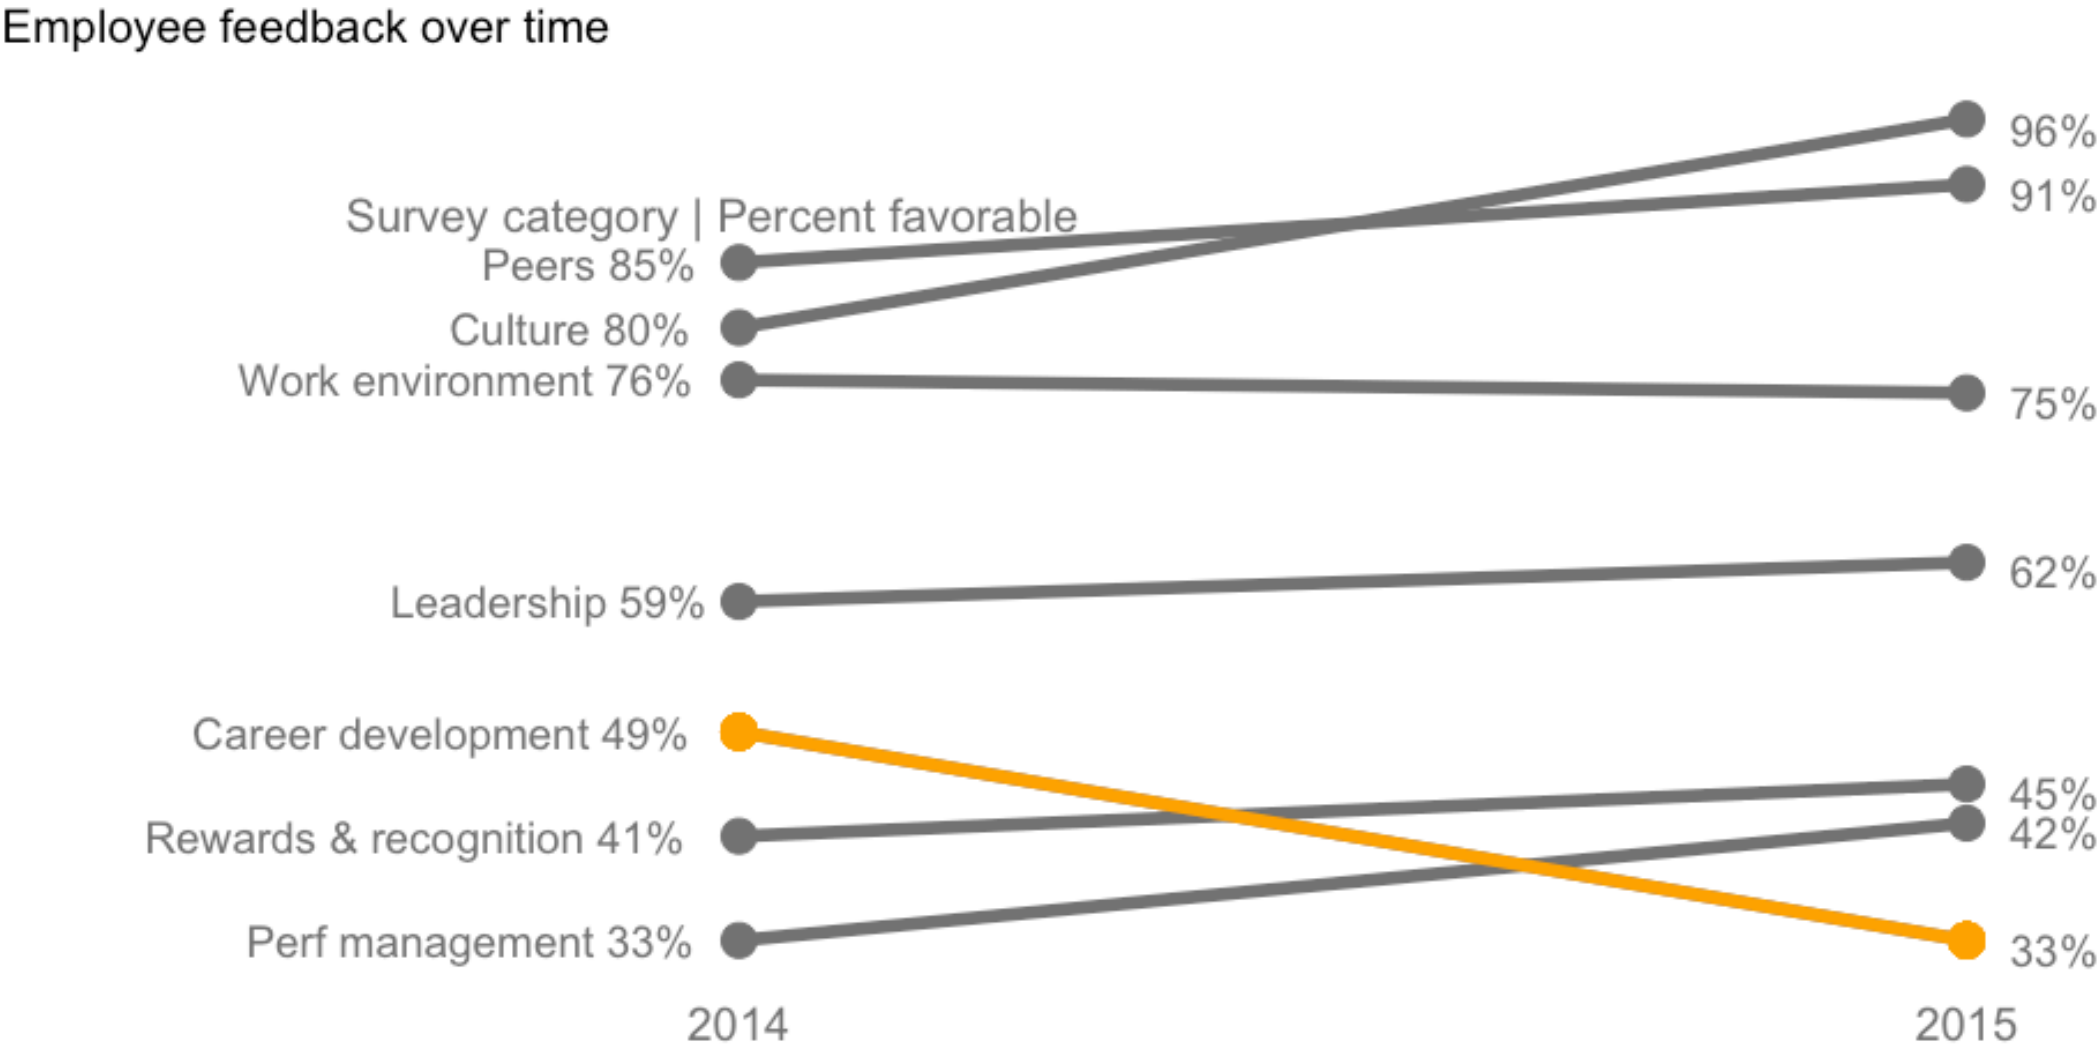 Employee feedback over time
96%
91%
Survey category | Percent favorable
Peers 85%
Culture 80%
Work environment 76%
75%
Leadership 59%
62%
Career development 49%
45%
Rewards & recognition 41%
42%
Perf management 33%
33%
2014
2015